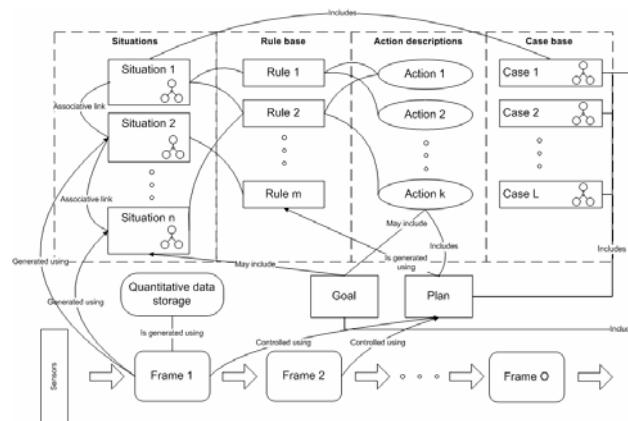 Includes
Situations Rule base Action descriptions Case base
Situation 1 Rule 1 Action 1 Case 1
Associative link
Situation 2 Rule 2 Action 2 Case 2
Associative link
Rule m Action k Case L
Situation n
May include
Is generated using
Includes
Includes
Generated using
May include
Generated using
Quantitative data storage
Goal Plan
Is generated using
Controlled using Controlled using
Includ
Sensors
Frame 1 Frame 2 Frame O